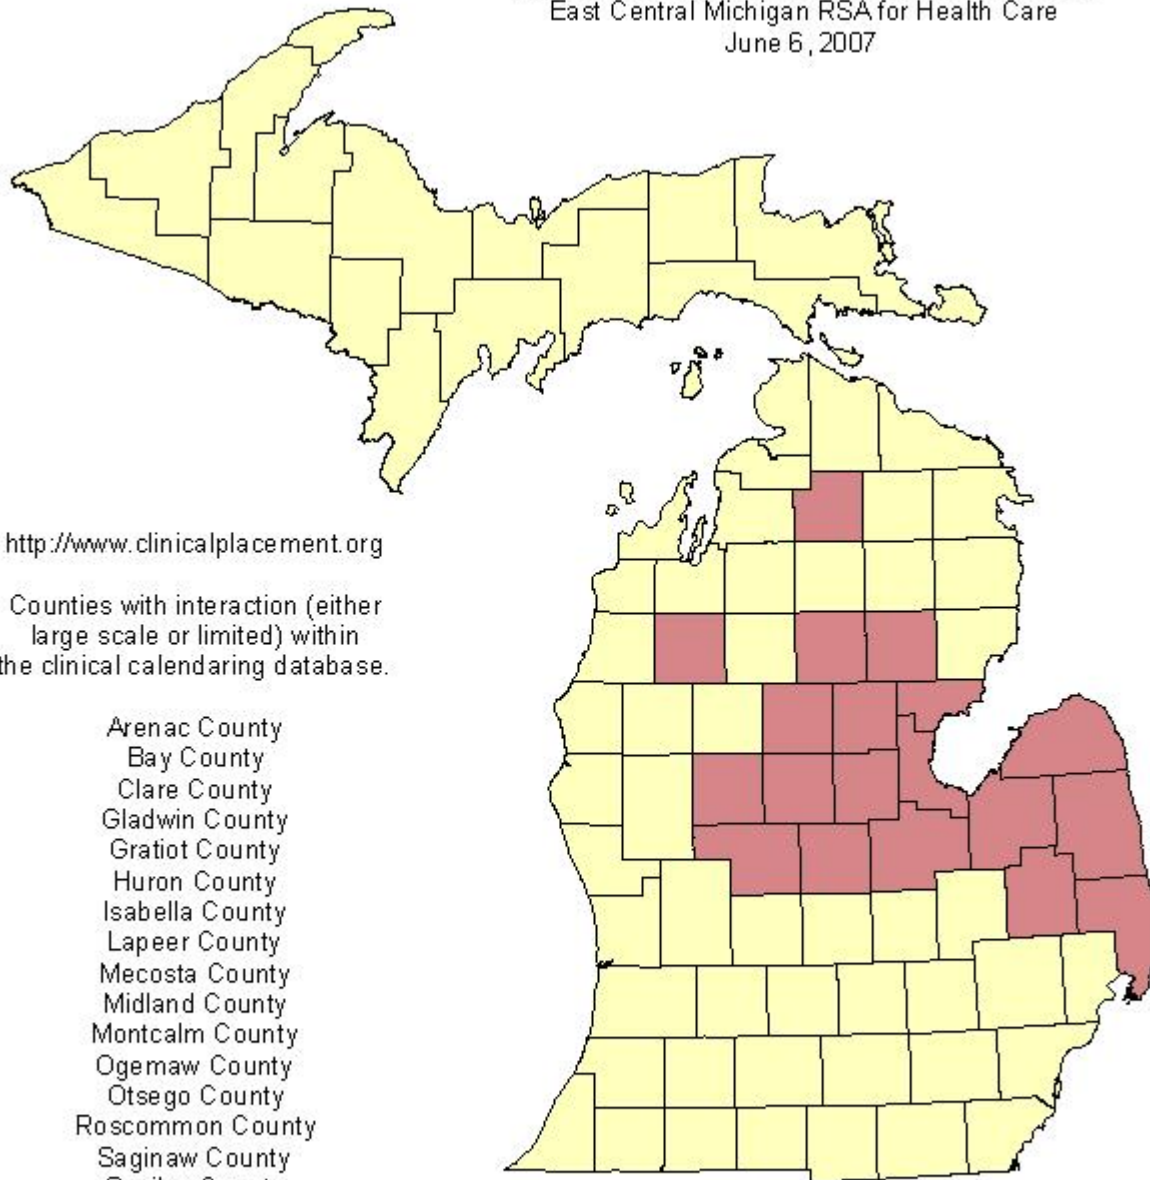 East Central Michigan RSA for Health Care
June 6, 2007
http://www.clinicalplacement.org
Counties with interaction (either
large scale or limited) within
the clinical calendaring database.
Arenac County
Bay County
Clare County
Gladwin County
Gratiot County
Huron County
Isabella County
Lapeer County
Mecosta County
Midland County
Montcalm County
Ogemaw County
Otsego County
Roscommon County
Saginaw County